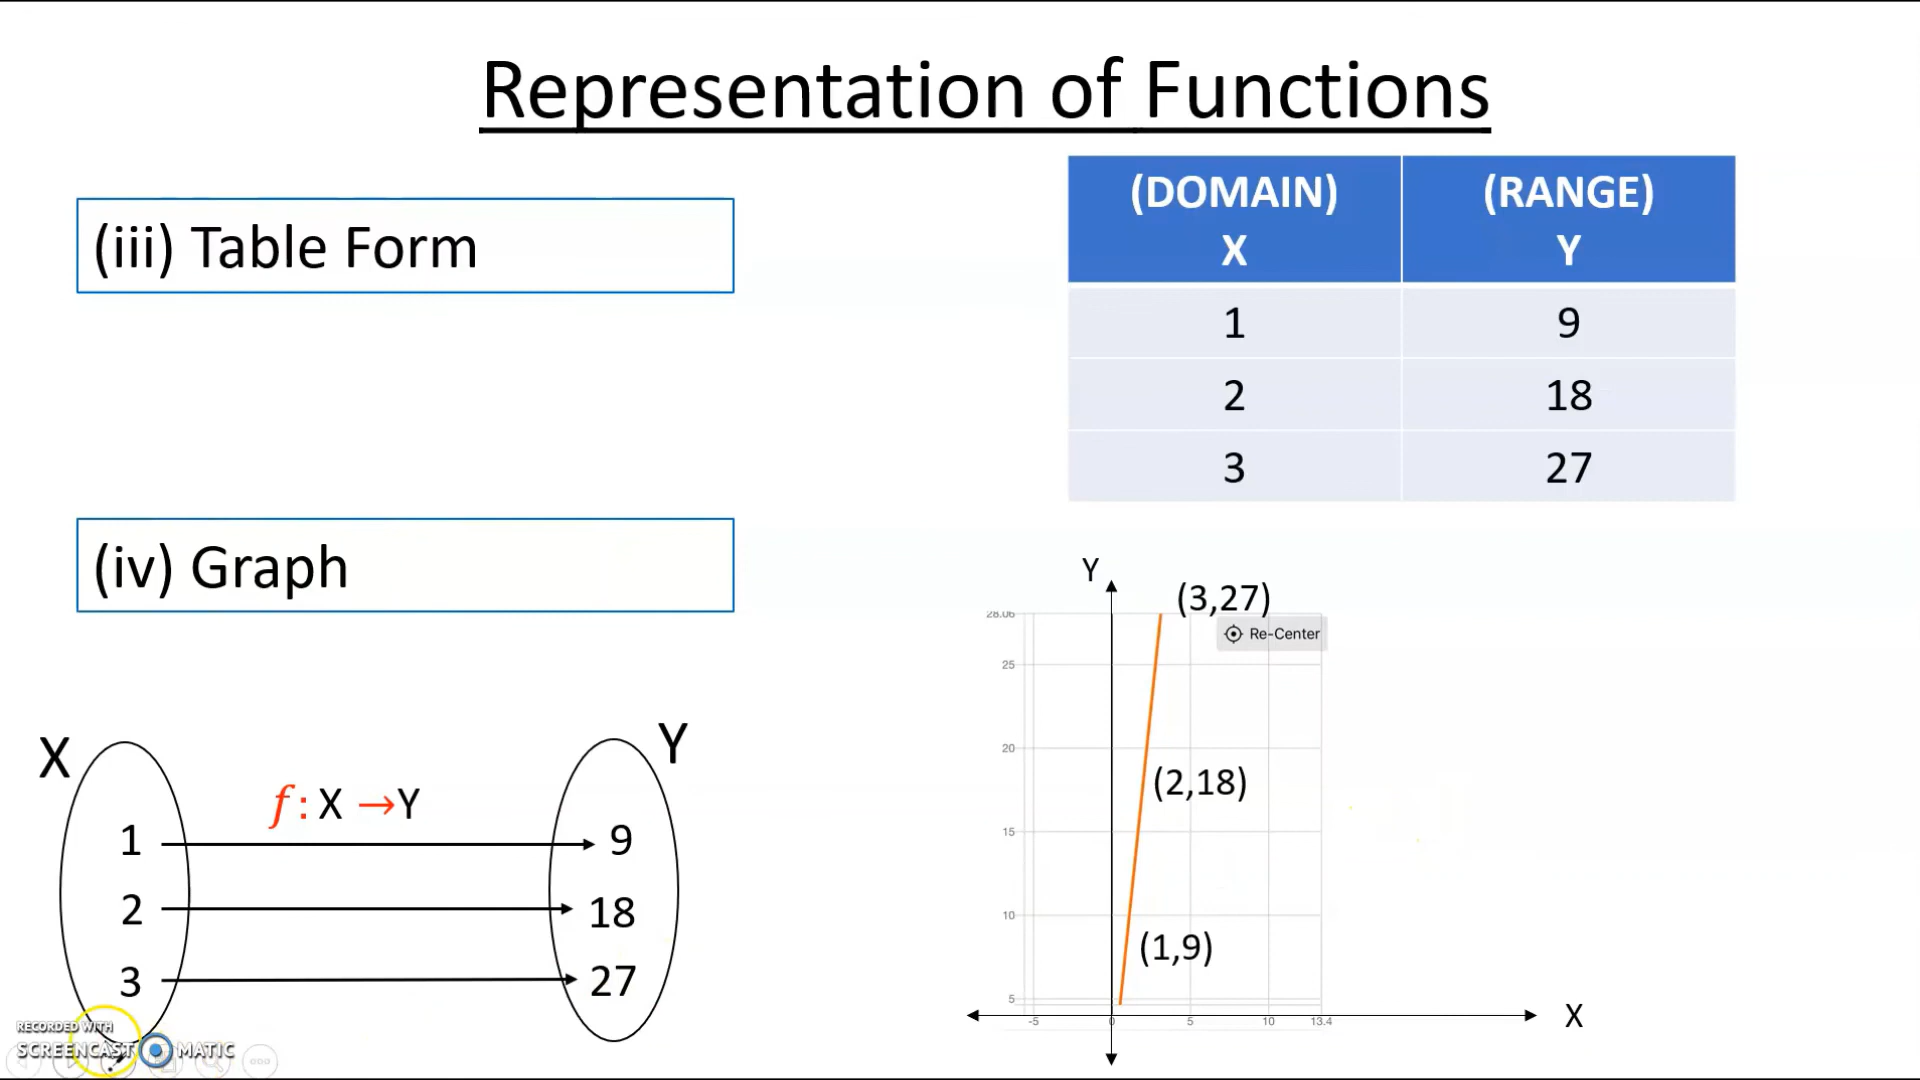 Representation of Functions
(iii) Table Form
(DOMAIN) (RANGE)
X Y
1 9
2 18
3 27
(iv) Graph
Y
(3,27)
28.06
Re-Center
25
20
(2,18)
15
10
(1,9)
5
-5 0 5 10 13.4
X
X Y
f : X → Y
1 9
2 18
3 27
RECORDED WITH
SCREENCAST MATIC